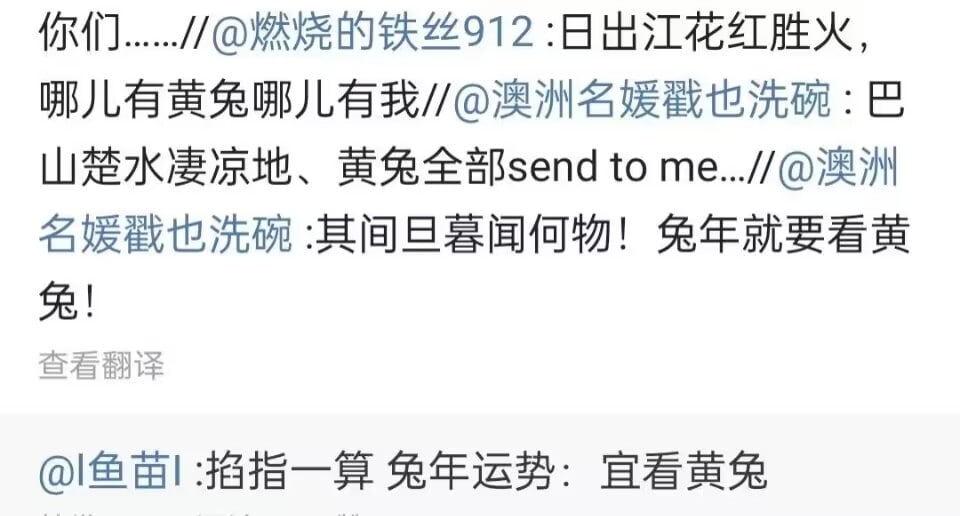 你们……//@燃烧的铁丝912 :日出江花红胜火，
哪儿有黄兔哪儿有我//@澳洲名媛戳也洗碗 : 巴
山楚水凄凉地、黄兔全部send to me...//@澳洲
名媛戳也洗碗 :其间旦暮闻何物！兔年就要看黄
兔！
查看翻译
@l鱼苗l :掐指一算 兔年运势：宜看黄兔